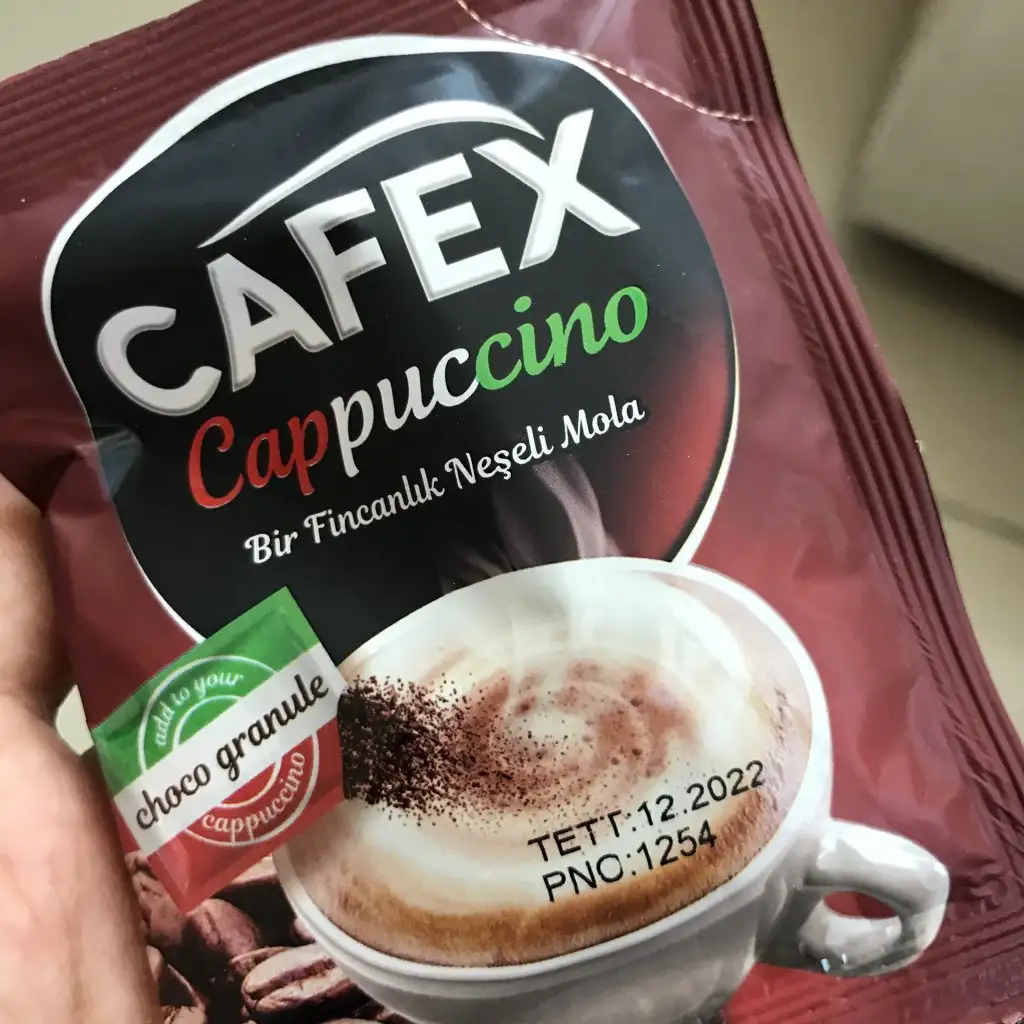 CAFEX
Cappuccino
Bir Fincanlık Neşeli Mola
add to your
choco granule
cappuccino
TETT:12.2022
PNO:1254